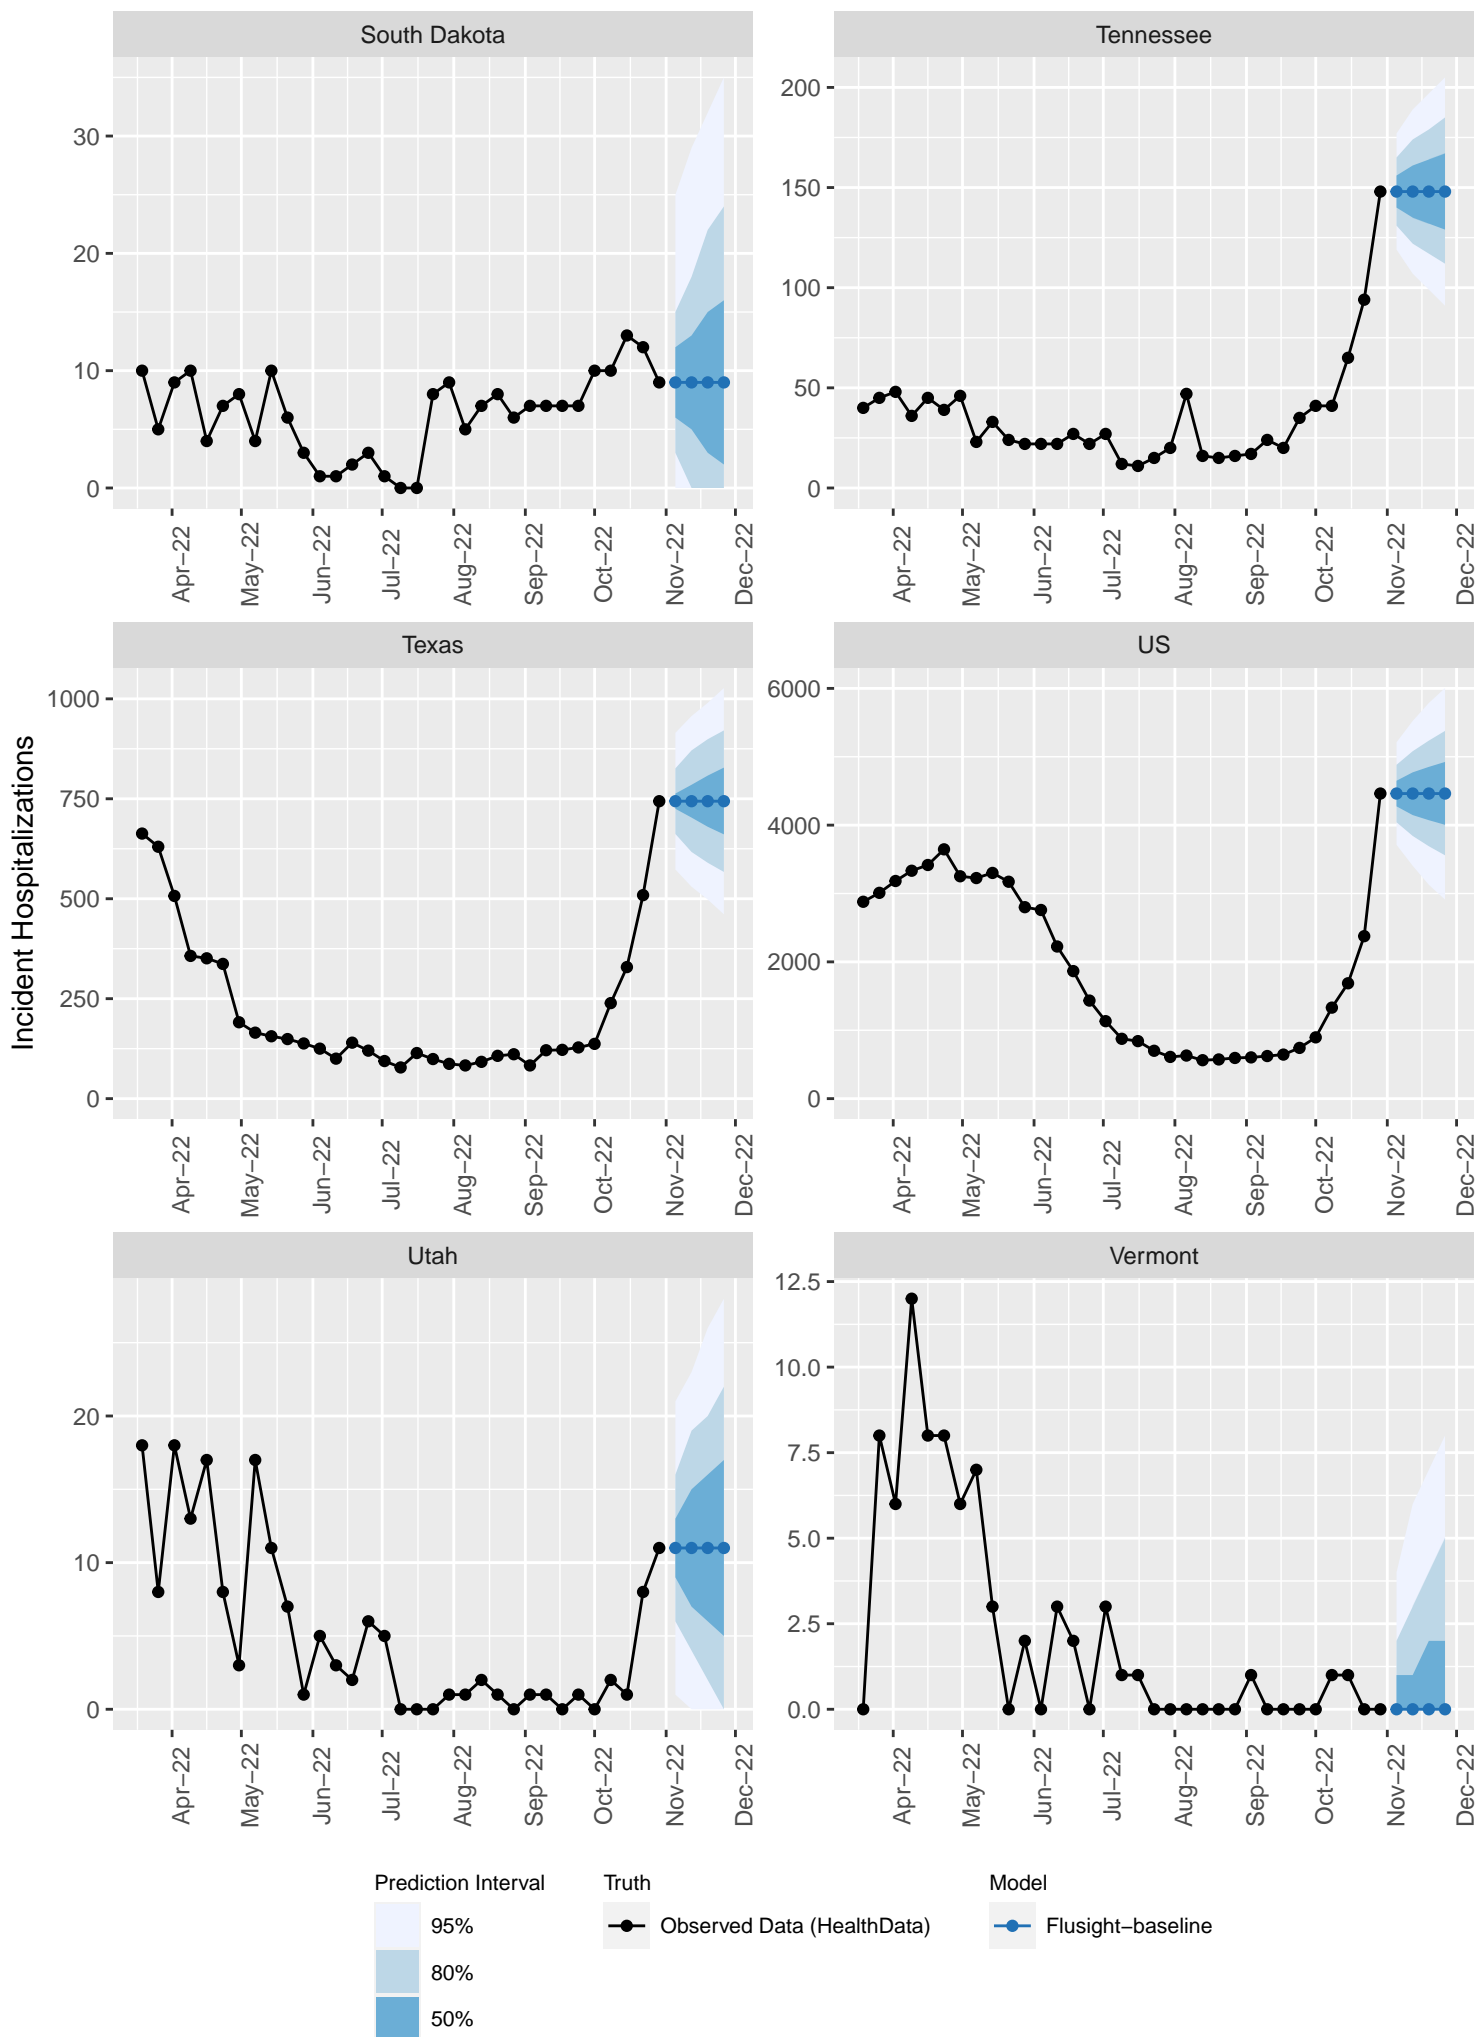 South Dakota
Tennessee
30
20
10
0
200
150
100
50
0
Apr−22
May−22
Jun−22
Jul−22
Aug−22
Sep−22
Oct−22
Nov−22
Dec−22
Apr−22
May−22
Jun−22
Jul−22
Aug−22
Sep−22
Oct−22
Nov−22
Dec−22
Texas
US
Incident Hospitalizations
1000
750
500
250
0
6000
4000
2000
0
Apr−22
May−22
Jun−22
Jul−22
Aug−22
Sep−22
Oct−22
Nov−22
Dec−22
Apr−22
May−22
Jun−22
Jul−22
Aug−22
Sep−22
Oct−22
Nov−22
Dec−22
Utah
Vermont
20
10
0
12.5
10.0
7.5
5.0
2.5
0.0
Apr−22
May−22
Jun−22
Jul−22
Aug−22
Sep−22
Oct−22
Nov−22
Dec−22
Apr−22
May−22
Jun−22
Jul−22
Aug−22
Sep−22
Oct−22
Nov−22
Dec−22
Prediction Interval
95%
80%
50%
Truth
Observed Data (HealthData)
Model
Flusight−baseline